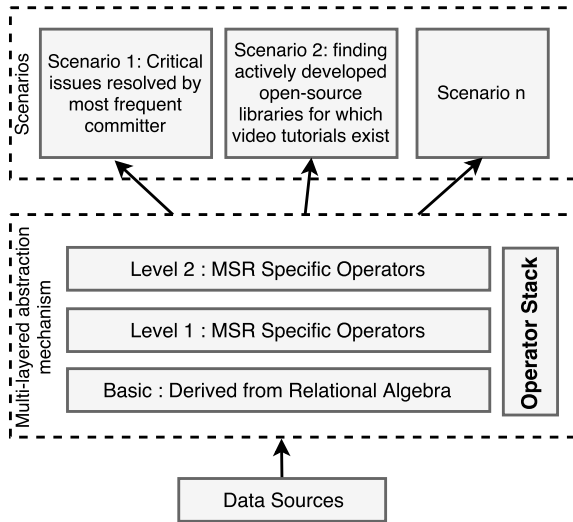 Scenarios
Scenario 1: Critical
issues resolved by
most frequent
committer
Scenario 2: finding
actively developed
open-source
libraries for which
video tutorials exist
Scenario n
Multi-layered abstraction
mechanism
Level 2 : MSR Specific Operators
Level 1 : MSR Specific Operators
Basic : Derived from Relational Algebra
Operator Stack
Data Sources